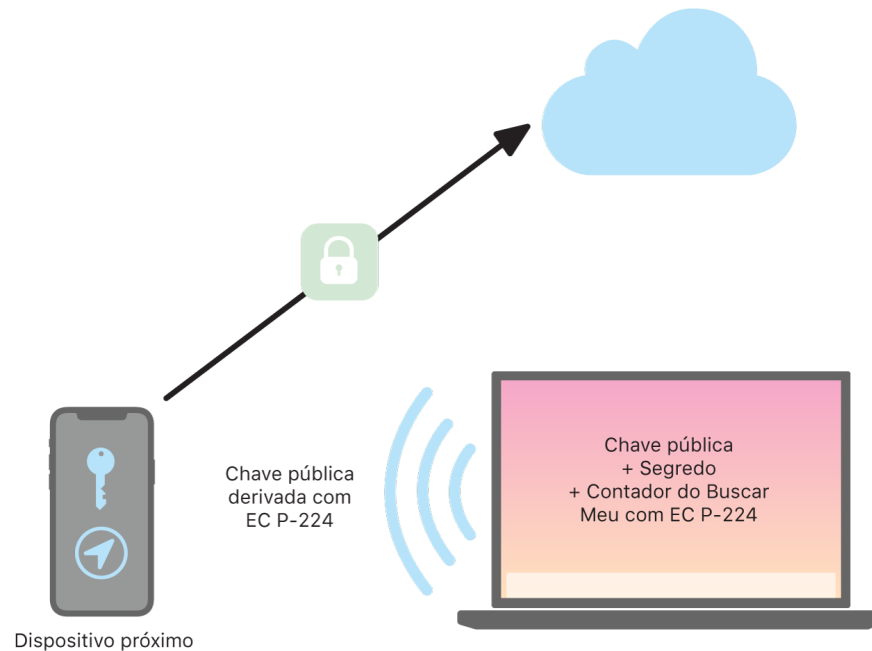 Chave pública
+ Segredo
+ Contador do Buscar
Meu com EC P-224
Chave pública
derivada com
EC P-224
Dispositivo próximo